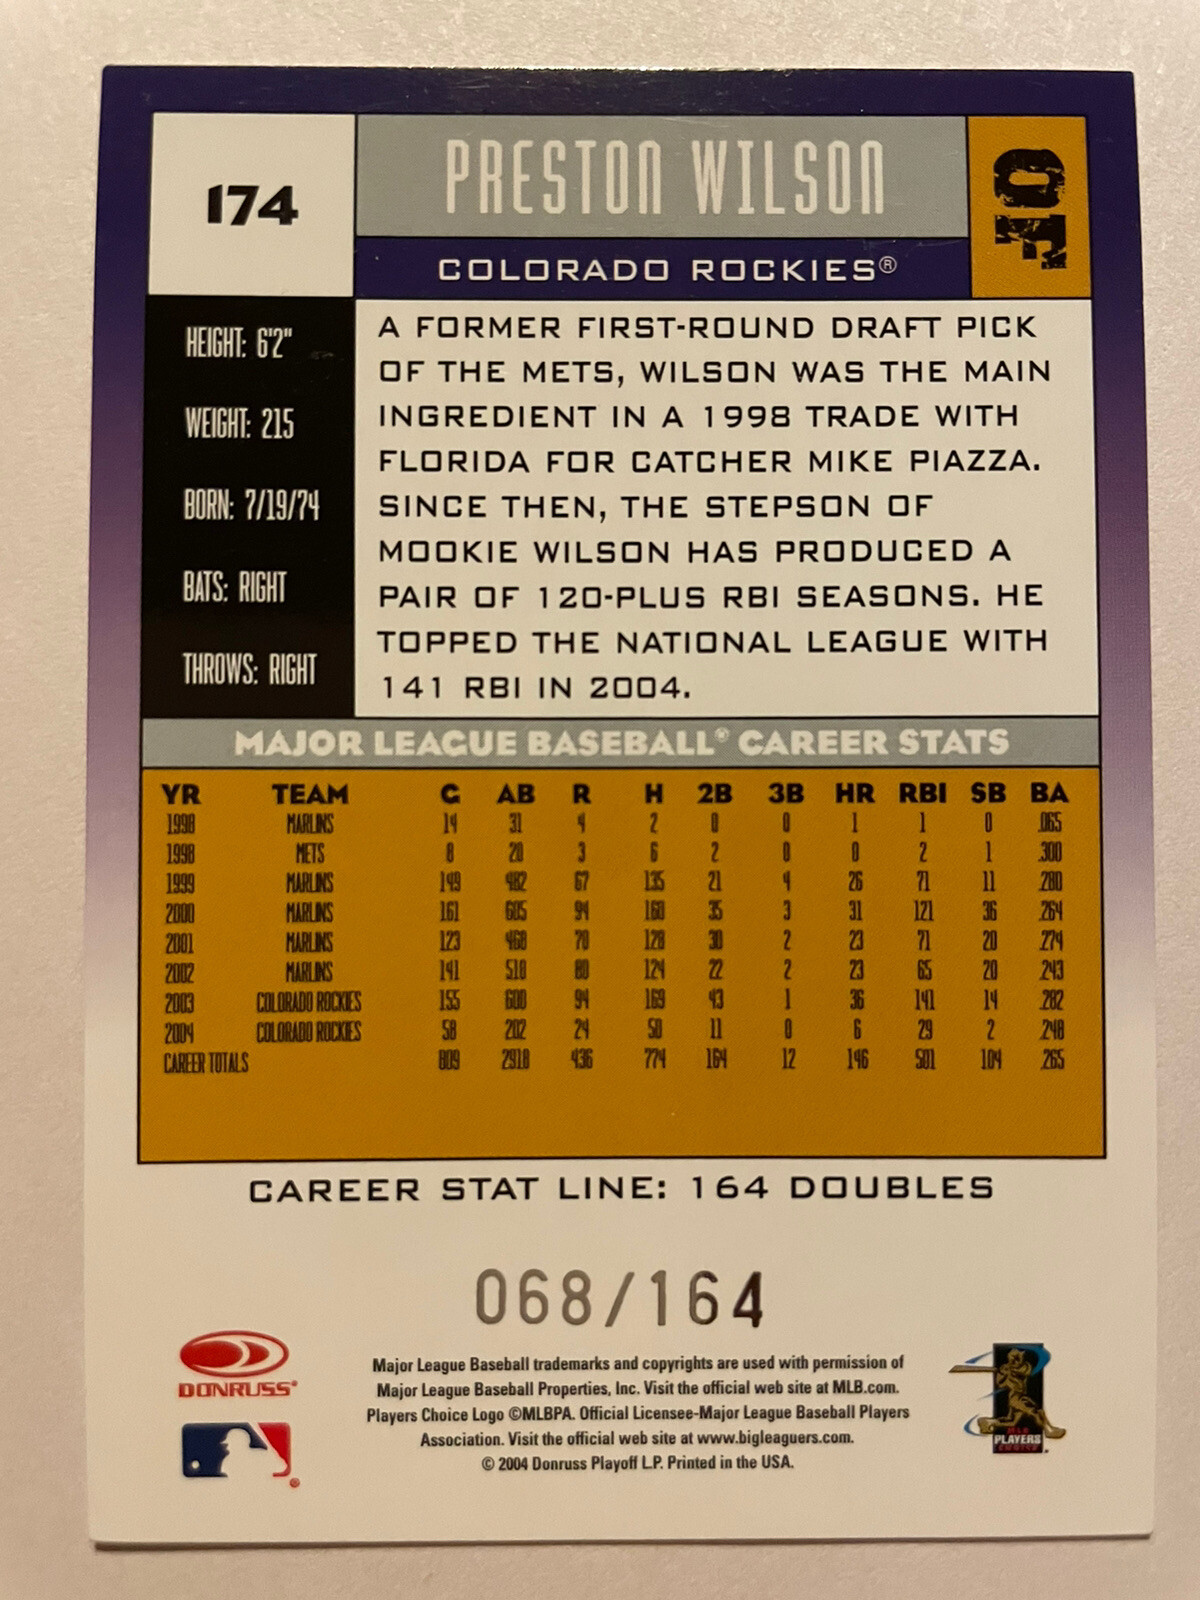 174
PRESTON WILSON
OF
COLORADO ROCKIES®
HEIGHT: 6'2"
WEIGHT: 215
BORN: 7/19/74
BATS: RIGHT
THROWS: RIGHT
A FORMER FIRST-ROUND DRAFT PICK
OF THE METS, WILSON WAS THE MAIN
INGREDIENT IN A 1998 TRADE WITH
FLORIDA FOR CATCHER MIKE PIAZZA.
SINCE THEN, THE STEPSON OF
MOOKIE WILSON HAS PRODUCED A
PAIR OF 120-PLUS RBI SEASONS. HE
TOPPED THE NATIONAL LEAGUE WITH
141 RBI IN 2004.
MAJOR LEAGUE BASEBALL® CAREER STATS
YR TEAM G AB R H 2B 3B HR RBI SB BA
1998 MARLINS 14 31 4 2 0 0 1 1 0 .065
1998 METS 8 20 3 6 2 0 0 2 1 .300
1999 MARLINS 149 482 67 135 21 4 26 71 11 .280
2000 MARLINS 161 605 94 160 35 3 31 121 36 .264
2001 MARLINS 123 468 70 128 30 2 23 71 20 .274
2002 MARLINS 141 510 80 124 22 2 23 65 20 .243
2003 COLORADO ROCKIES 155 600 94 169 43 1 36 141 14 .282
2004 COLORADO ROCKIES 58 202 24 50 11 0 6 29 2 .248
CAREER TOTALS 809 2918 436 774 164 12 146 501 104 .265
CAREER STAT LINE: 164 DOUBLES
068/164
DONRUSS®
Major League Baseball trademarks and copyrights are used with permission of
Major League Baseball Properties, Inc. Visit the official web site at MLB.com.
Players Choice Logo ©MLBPA. Official Licensee-Major League Baseball Players
Association. Visit the official web site at www.bigleaguers.com.
© 2004 Donruss Playoff L.P. Printed in the USA.
MLB
PLAYERS
CHOICE